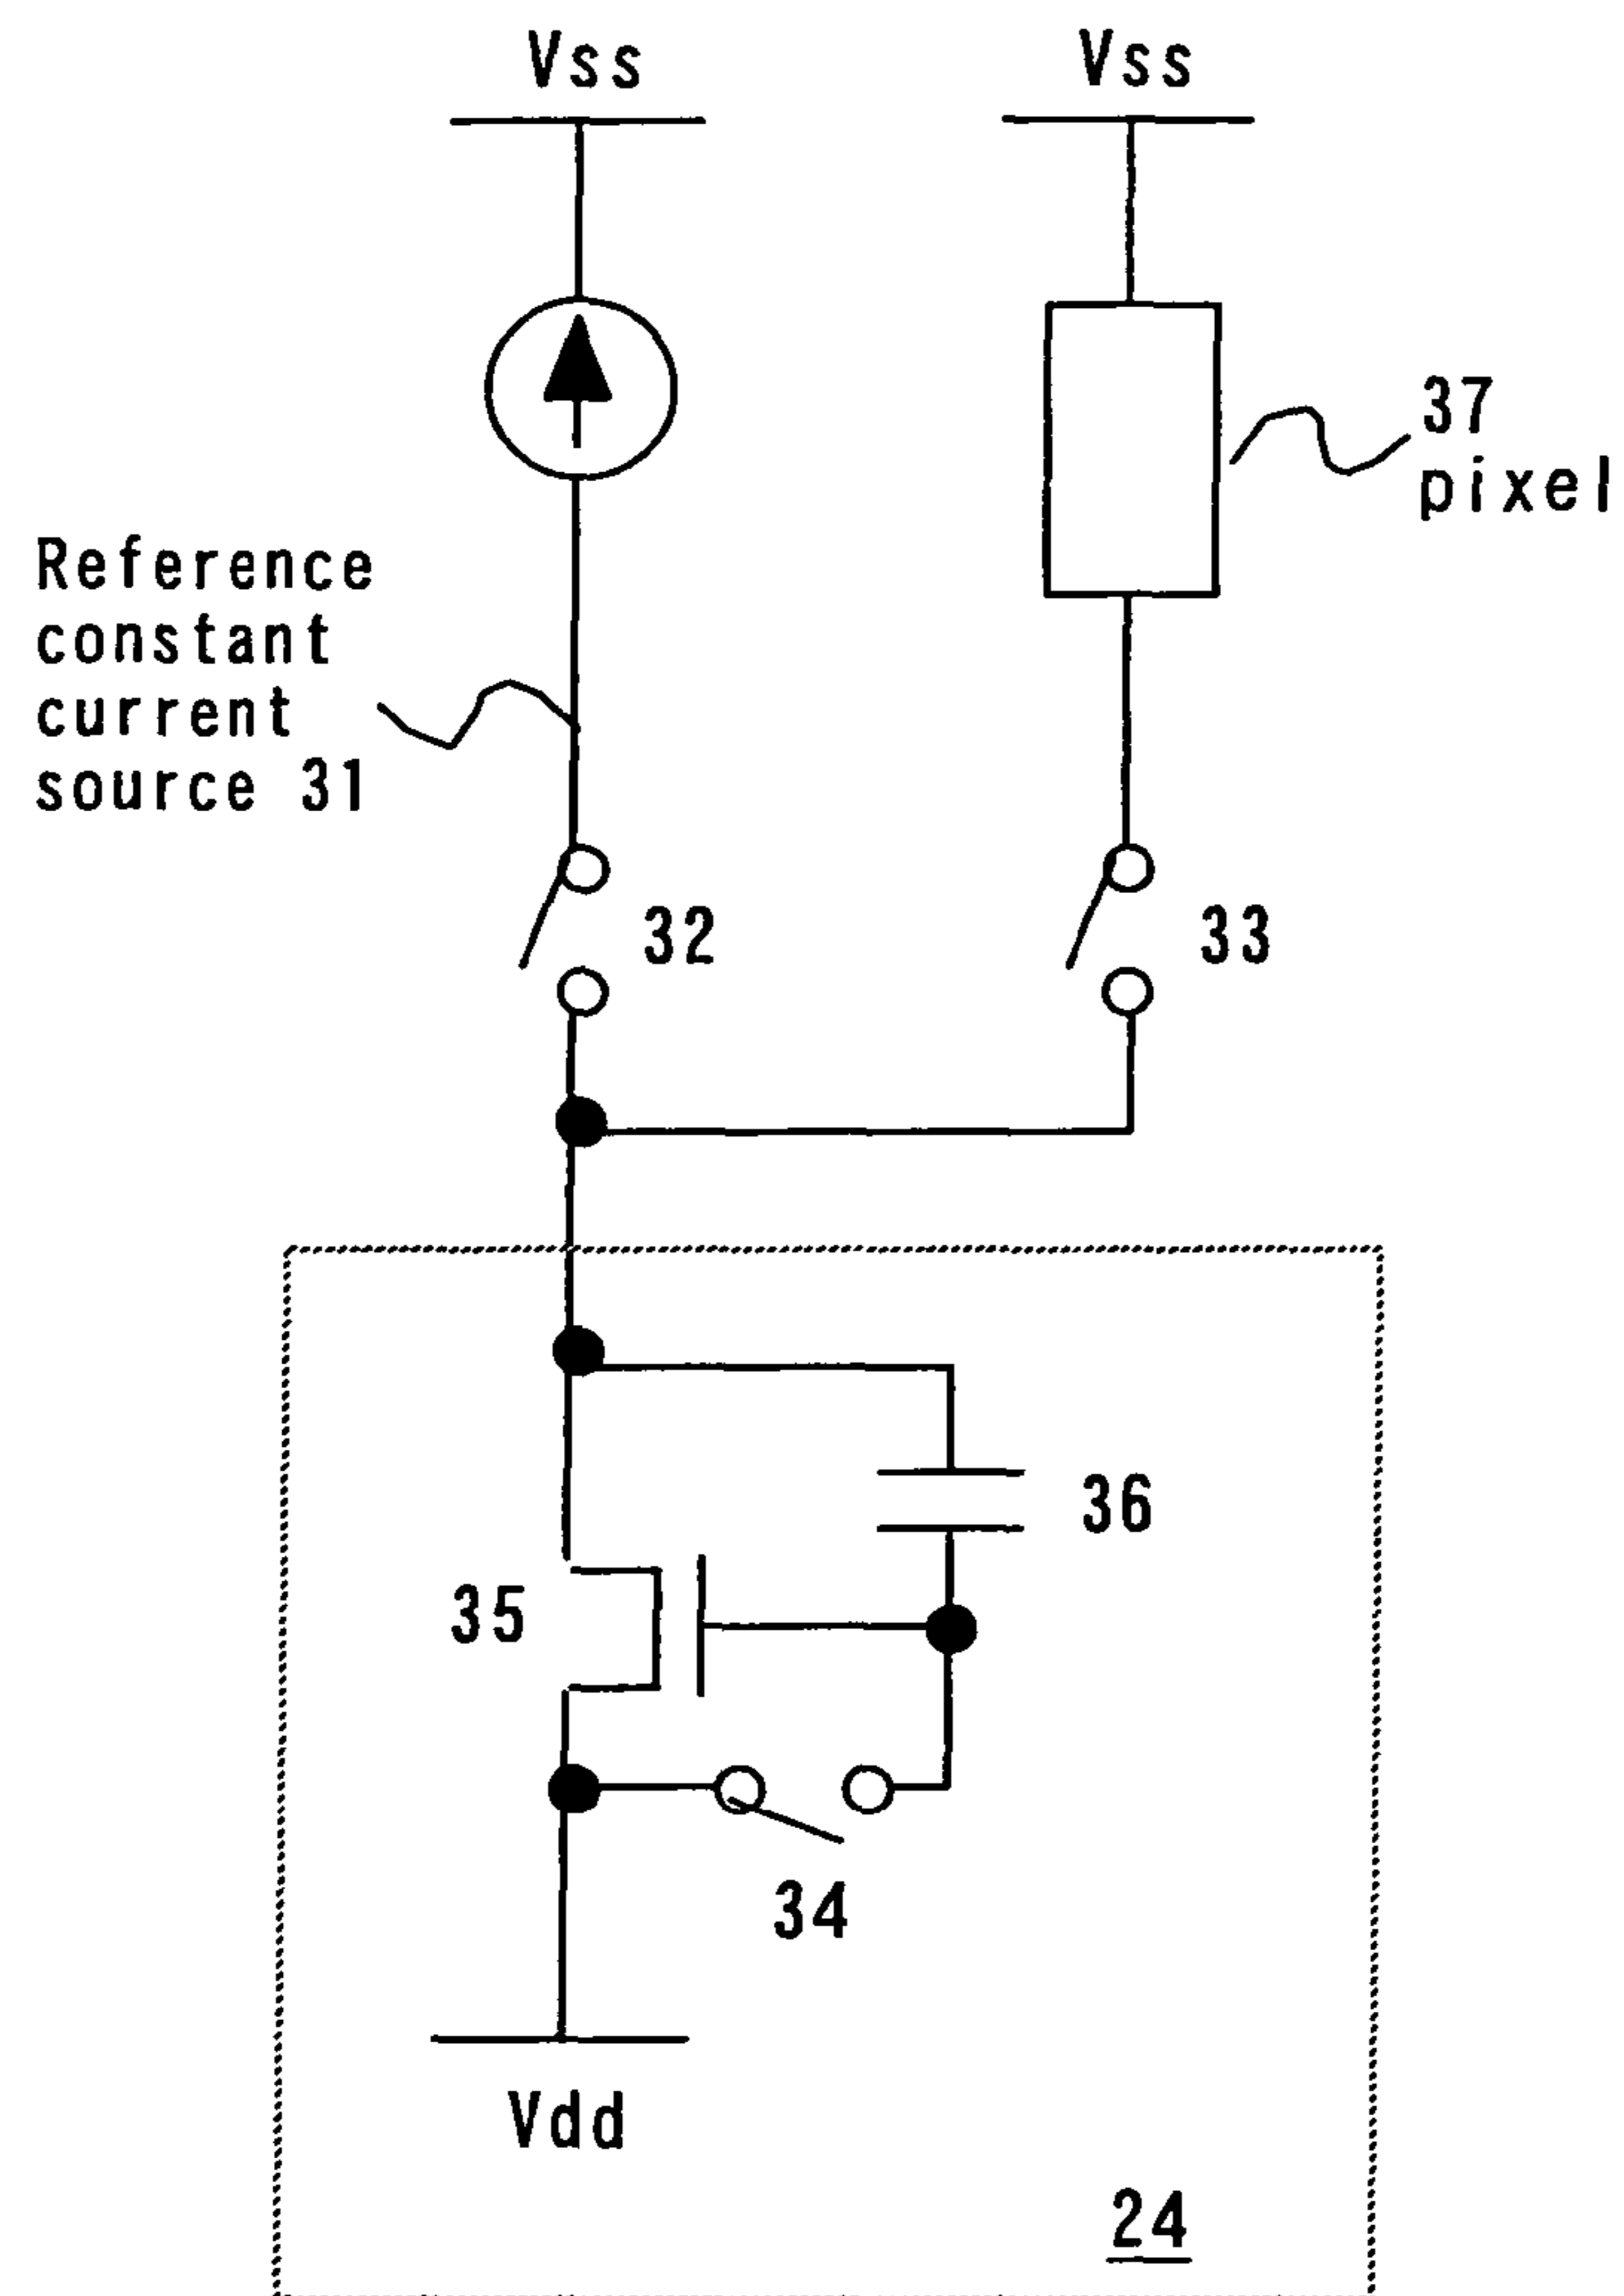 Vss
Vss
37
pixel
Reference
constant
current
source 31
32
33
36
35
34
Vdd
24